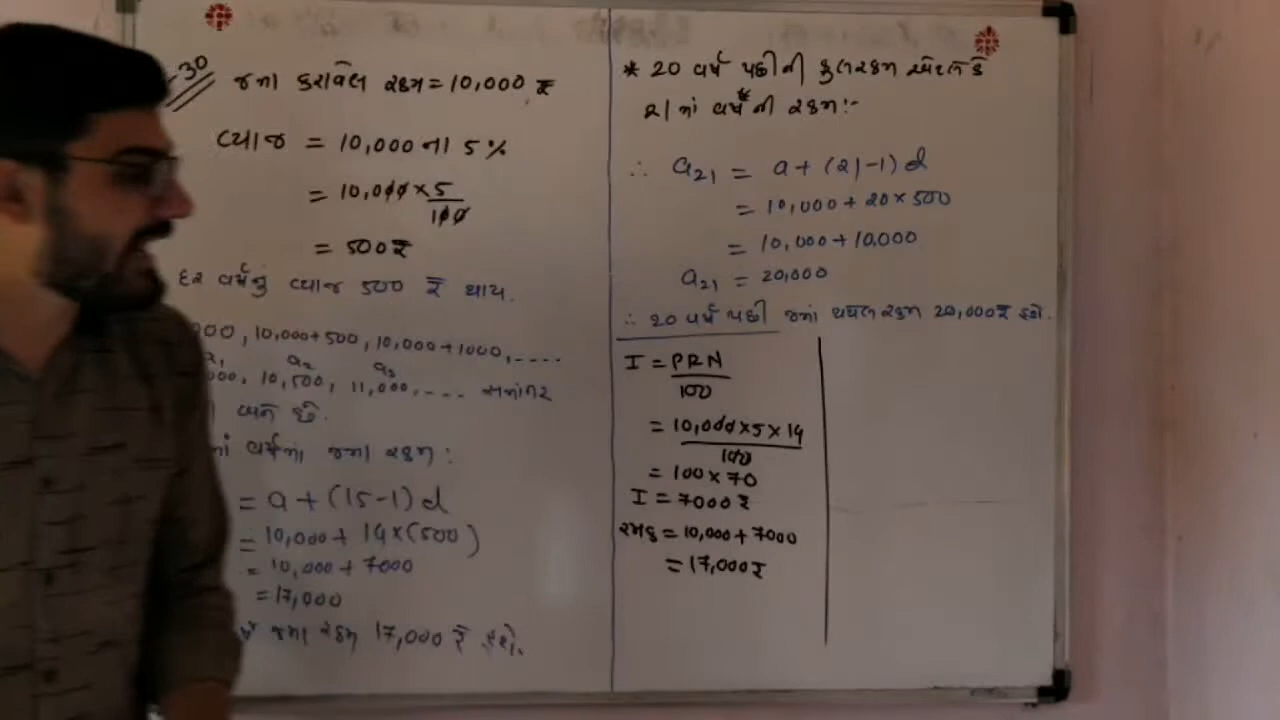 -30 જમા કરાવેલ રકમ = 10,000 ₹
વ્યાજ = 10,000 ના 5 %
= 10,000 × 5
100
= 500 ₹
દર વર્ષનું વ્યાજ 500 ₹ થાય.
000, 10,000+500, 10,000+1000, ....
a₂ a₃
000, 10,500, 11,000, .... સમાંતર
બને છે.
માં વર્ષમાં જમા રકમ :
= a + (15-1) d
= 10,000 + 14 × (500)
= 10,000 + 7000
= 17,000
જમા રકમ 17,000 ₹ હશે.
* 20 વર્ષ પછીની કુલ રકમ એટલે કે
21 માં વર્ષની રકમ :-
∴ a₂₁ = a + (21-1) d
= 10,000 + 20 × 500
= 10,000 + 10,000
a₂₁ = 20,000
∴ 20 વર્ષ પછી જમાં થયેલ રકમ 20,000 ₹ હશે.
I = PRN
100
= 10,000 × 5 × 14
100
= 100 × 70
I = 7000 ₹
= 10,000 + 7000
= 17,000 ₹